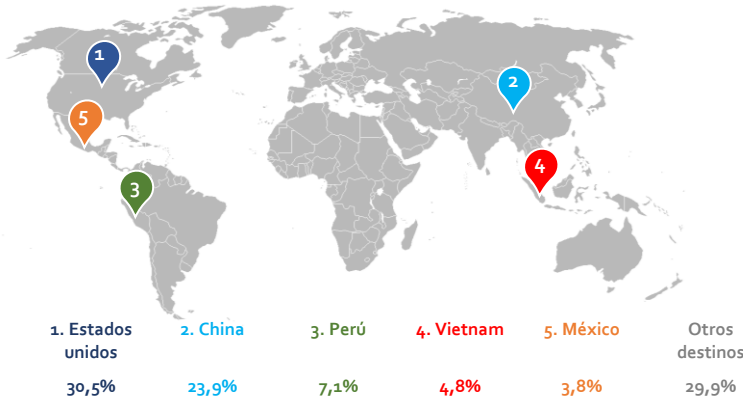 1
2
5
4
3
1. Estados
unidos
2. China
3. Perú
4. Vietnam
5. México
Otros
destinos
30,5%
23,9%
7,1%
4,8%
3,8%
29,9%